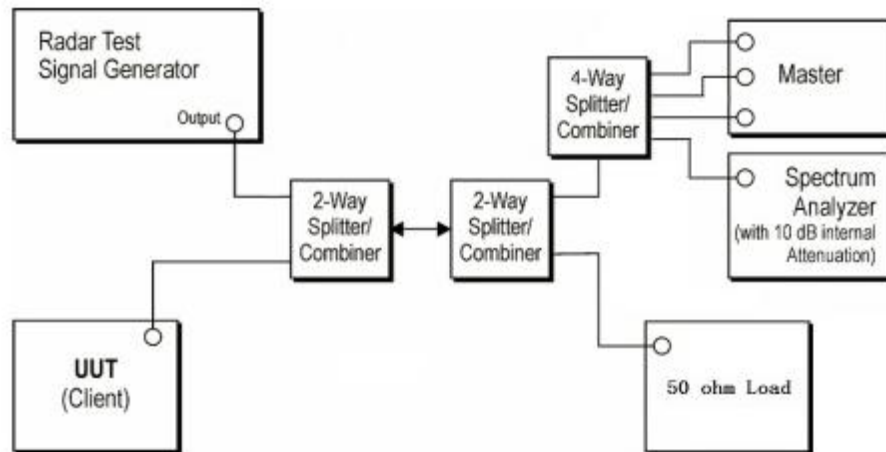 Radar Test
Signal Generator
Output
4-Way
Splitter/
Combiner
Master
2-Way
Splitter/
Combiner
2-Way
Splitter/
Combiner
Spectrum
Analyzer
(with 10 dB internal
Attenuation)
UUT
(Client)
50 ohm Load